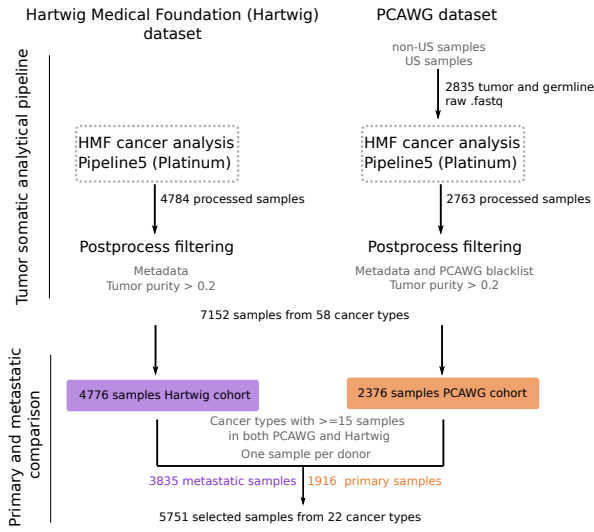 Hartwig Medical Foundation (Hartwig)
dataset
PCAWG dataset
non-US samples
US samples
2835 tumor and germline
raw .fastq
Tumor somatic analytical pipeline
HMF cancer analysis
Pipeline5 (Platinum)
HMF cancer analysis
Pipeline5 (Platinum)
4784 processed samples
2763 processed samples
Postprocess filtering
Metadata
Tumor purity > 0.2
Postprocess filtering
Metadata and PCAWG blacklist
Tumor purity > 0.2
7152 samples from 58 cancer types
Primary and metastatic
comparison
4776 samples Hartwig cohort
2376 samples PCAWG cohort
Cancer types with >=15 samples
in both PCAWG and Hartwig
One sample per donor
3835 metastatic samples
1916 primary samples
5751 selected samples from 22 cancer types